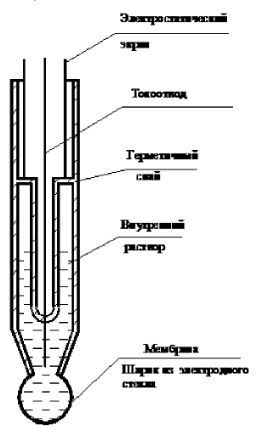 Электростатический
экран
Токоотвод
Герметичный
слой
Внутренний
раствор
Мембрана
Шарик из электродного
стекла